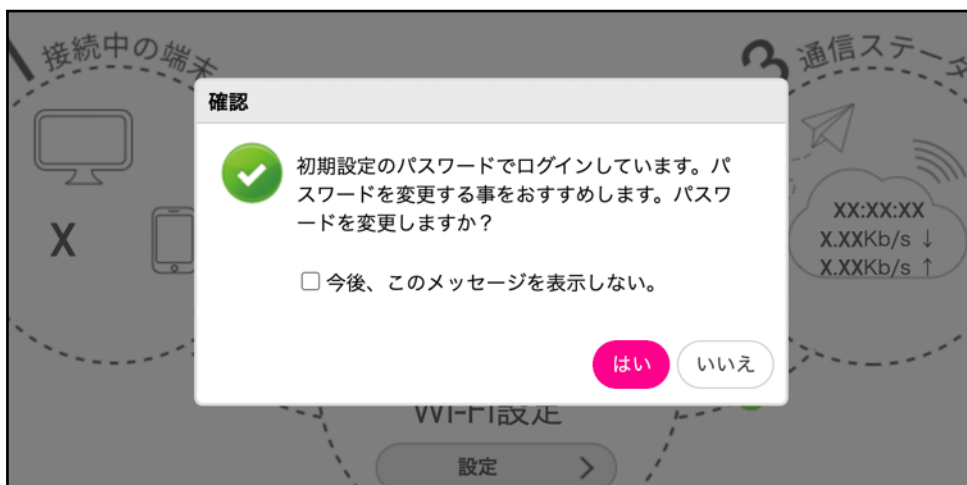 1 接続中の端末
3 通信ステータ
確認
初期設定のパスワードでログインしています。パ
スワードを変更する事をおすすめします。パスワ
ードを変更しますか？
X
XX:XX:XX
X.XXKb/s ↓
X.XXKb/s ↑
今後、このメッセージを表示しない。
はい
いいえ
Wi-Fi設定
設定